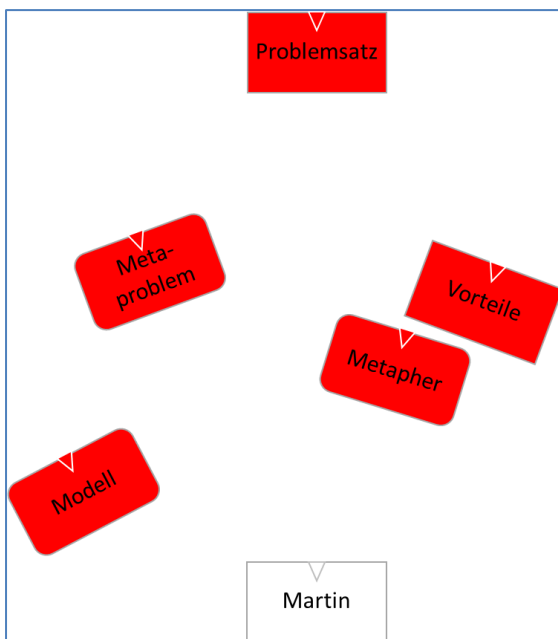 Problemsatz
Meta-
problem
Vorteile
Metapher
Modell
Martin